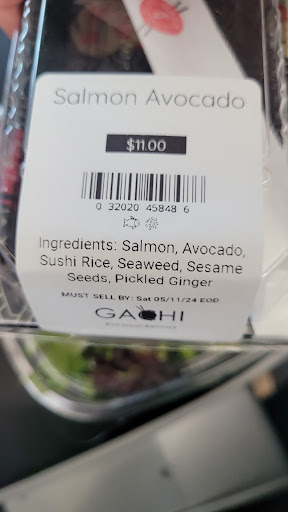 Salmon Avocado
$11.00
0 32020 45848 6
Ingredients: Salmon, Avocado,
Sushi Rice, Seaweed, Sesame
Seeds, Pickled Ginger
MUST SELL BY: Sat 05/11/24 EOD
GACHI